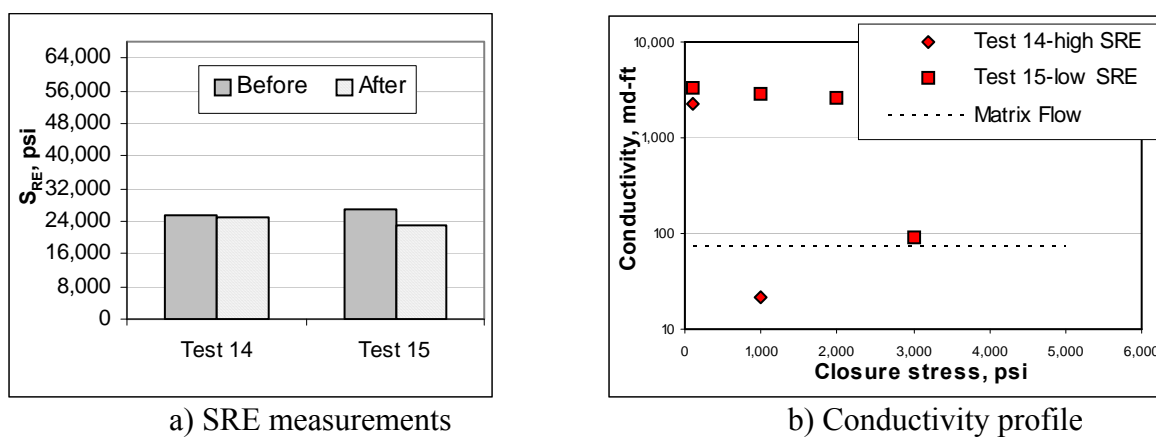 64,000
56,000
48,000
40,000
32,000
24,000
16,000
8,000
0
SRE, psi
Before After
Test 14 Test 15
a) SRE measurements
10,000
1,000
100
10
Conductivity, md-ft
Test 14-high SRE
Test 15-low SRE
Matrix Flow
0 1,000 2,000 3,000 4,000 5,000 6,000
Closure stress, psi
b) Conductivity profile